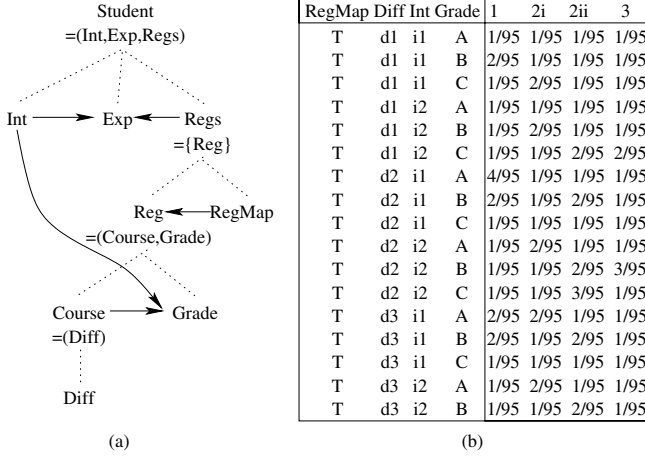 Student
=(Int,Exp,Regs)
Int
Exp
Regs
={Reg}
Reg
RegMap
=(Course,Grade)
Course
Grade
=(Diff)
Diff
(a)
RegMap Diff Int Grade 1 2i 2ii 3
T d1 i1 A 1/95 1/95 1/95 1/95
T d1 i1 B 2/95 1/95 1/95 1/95
T d1 i1 C 1/95 2/95 1/95 1/95
T d1 i2 A 1/95 1/95 1/95 1/95
T d1 i2 B 1/95 2/95 1/95 1/95
T d1 i2 C 1/95 1/95 2/95 2/95
T d2 i1 A 4/95 1/95 1/95 1/95
T d2 i1 B 2/95 1/95 2/95 1/95
T d2 i1 C 1/95 1/95 1/95 1/95
T d2 i2 A 1/95 2/95 1/95 1/95
T d2 i2 B 1/95 1/95 2/95 3/95
T d2 i2 C 1/95 1/95 3/95 1/95
T d3 i1 A 2/95 2/95 1/95 1/95
T d3 i1 B 2/95 1/95 2/95 1/95
T d3 i1 C 1/95 1/95 1/95 1/95
T d3 i2 A 1/95 2/95 1/95 1/95
T d3 i2 B 1/95 1/95 2/95 1/95
(b)